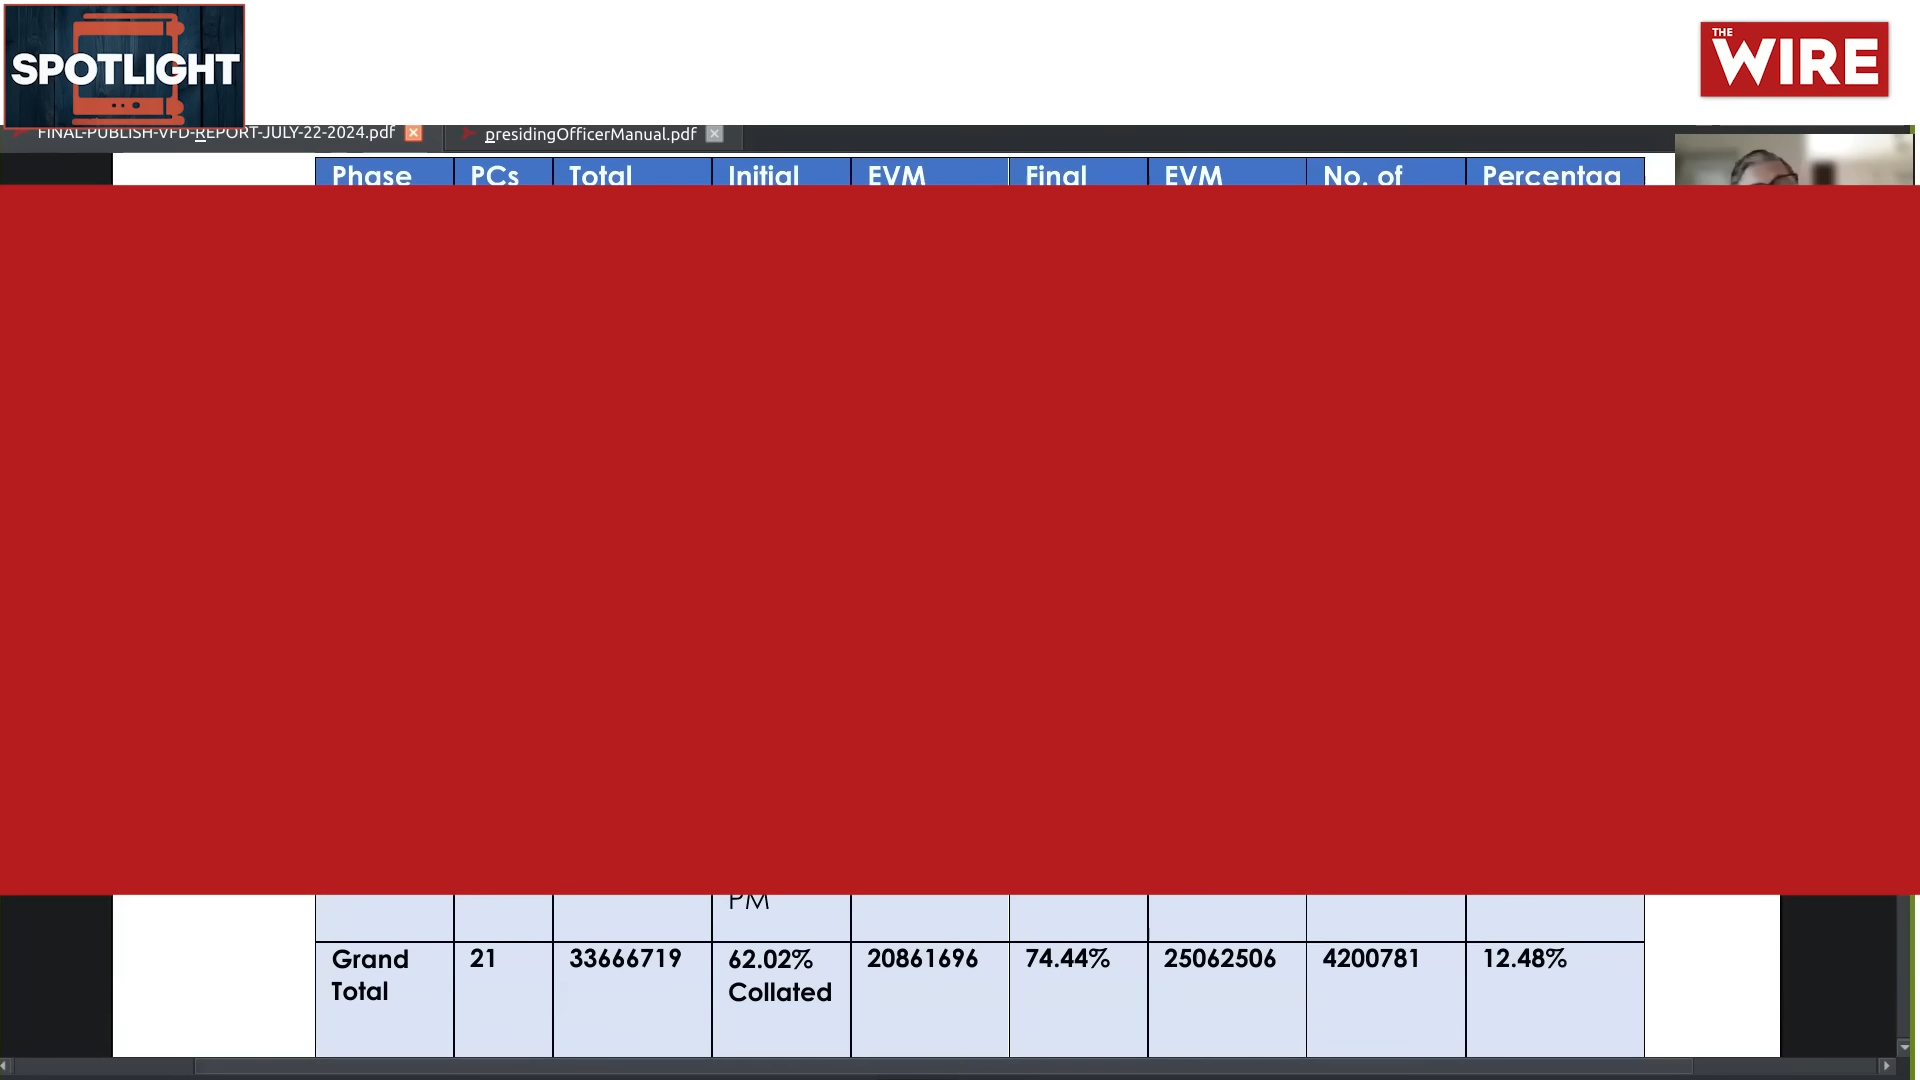 SPOTLIGHT
THE
WIRE
FINAL-PUBLISH-VFD-REPORT-JULY-22-2024.pdf
presidingOfficerManual.pdf
Phase PCs Total Initial EVM Final EVM No. of Percentag
PM
Grand 21 33666719 62.02% 20861696 74.44% 25062506 4200781 12.48%
Total Collated